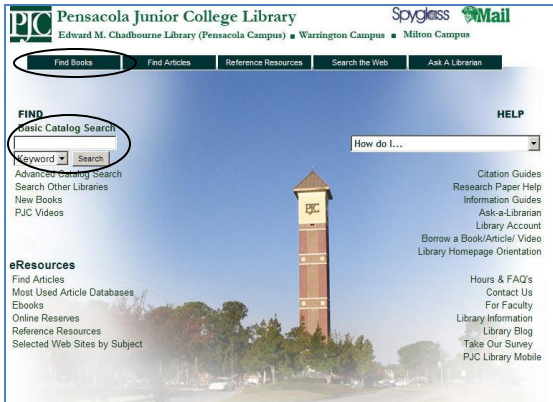 PJC Pensacola Junior College Library Spyglass Mail
Edward M. Chadbourne Library (Pensacola Campus) ■ Warrington Campus ■ Milton Campus
Find Books Find Articles Reference Resources Search the Web Ask A Librarian
FIND
Basic Catalog Search
Keyword Search
Advanced Catalog Search
Search Other Libraries
New Books
PJC Videos
HELP
How do I...
Citation Guides
Research Paper Help
Information Guides
Ask-a-Librarian
Library Account
Borrow a Book/Article/ Video
Library Homepage Orientation
PJC
eResources
Find Articles
Most Used Article Databases
Ebooks
Online Reserves
Reference Resources
Selected Web Sites by Subject
Hours & FAQ's
Contact Us
For Faculty
Library Information
Library Blog
Take Our Survey
PJC Library Mobile